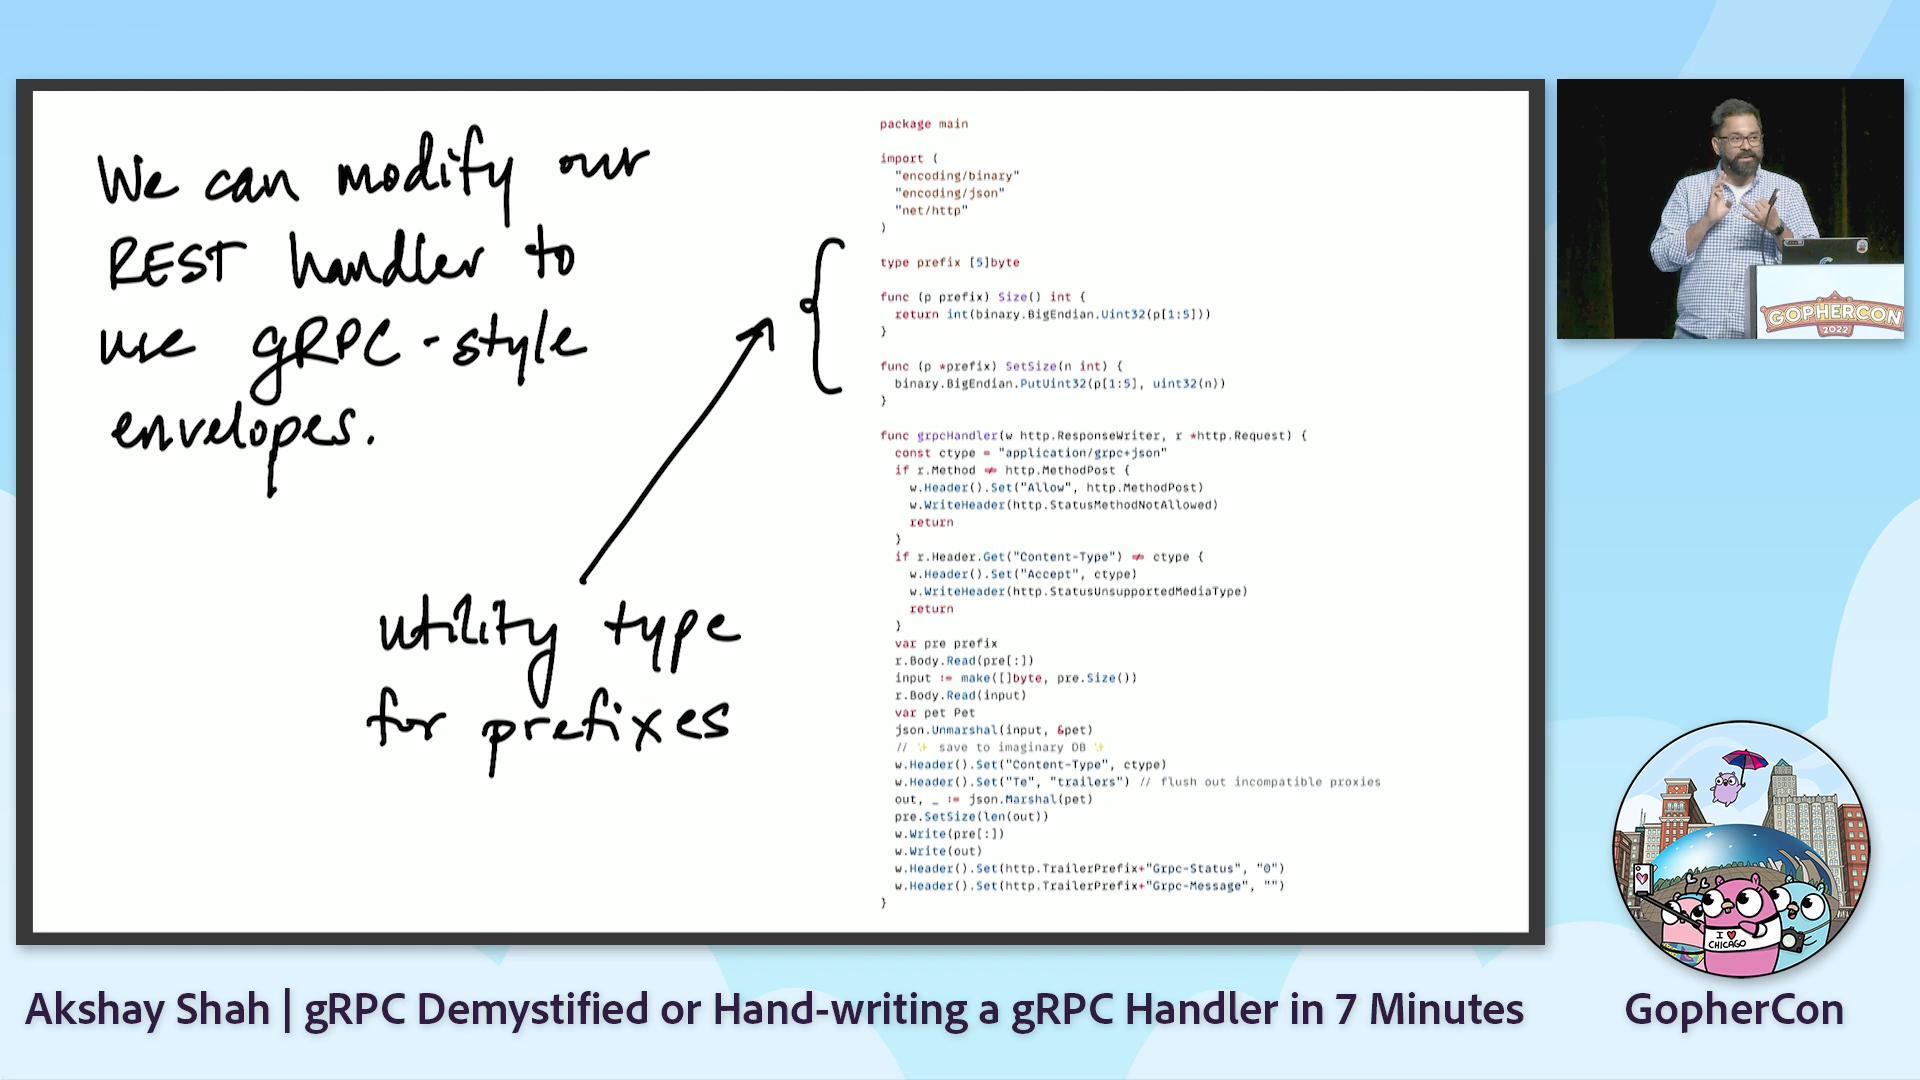 We can modify our
REST handler to
use gRPC-style
envelopes.
utility type
for prefixes
package main
import (
"encoding/binary"
"encoding/json"
"net/http"
)
type prefix [5]byte
func (p prefix) Size() int {
return int(binary.BigEndian.Uint32(p[1:5]))
}
func (p *prefix) SetSize(n int) {
binary.BigEndian.PutUint32(p[1:5], uint32(n))
}
func grpcHandler(w http.ResponseWriter, r *http.Request) {
const ctype = "application/grpc+json"
if r.Method != http.MethodPost {
w.Header().Set("Allow", http.MethodPost)
w.WriteHeader(http.StatusMethodNotAllowed)
return
}
if r.Header.Get("Content-Type") != ctype {
w.Header().Set("Accept", ctype)
w.WriteHeader(http.StatusUnsupportedMediaType)
return
}
var pre prefix
r.Body.Read(pre[:])
input := make([]byte, pre.Size())
r.Body.Read(input)
var pet Pet
json.Unmarshal(input, &pet)
// ✨ save to imaginary DB ✨
w.Header().Set("Content-Type", ctype)
w.Header().Set("Te", "trailers") // flush out incompatible proxies
out, _ := json.Marshal(pet)
pre.SetSize(len(out))
w.Write(pre[:])
w.Write(out)
w.Header().Set(http.TrailerPrefix+"Grpc-Status", "0")
w.Header().Set(http.TrailerPrefix+"Grpc-Message", "")
}
GOPHERCON
2022
I ♥
CHICAGO
Akshay Shah | gRPC Demystified or Hand-writing a gRPC Handler in 7 Minutes
GopherCon